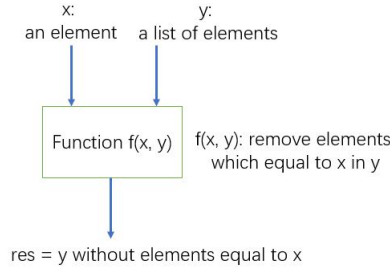 x:
an element
y:
a list of elements
Function f(x, y)
f(x, y): remove elements
which equal to x in y
res = y without elements equal to x